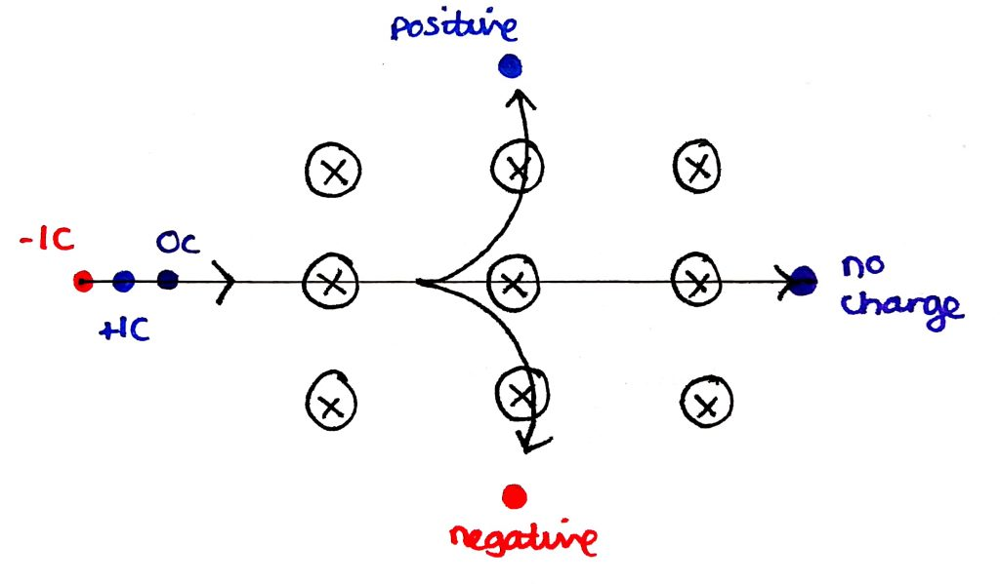 positive
-1C
0C
+1C
no
charge
negative